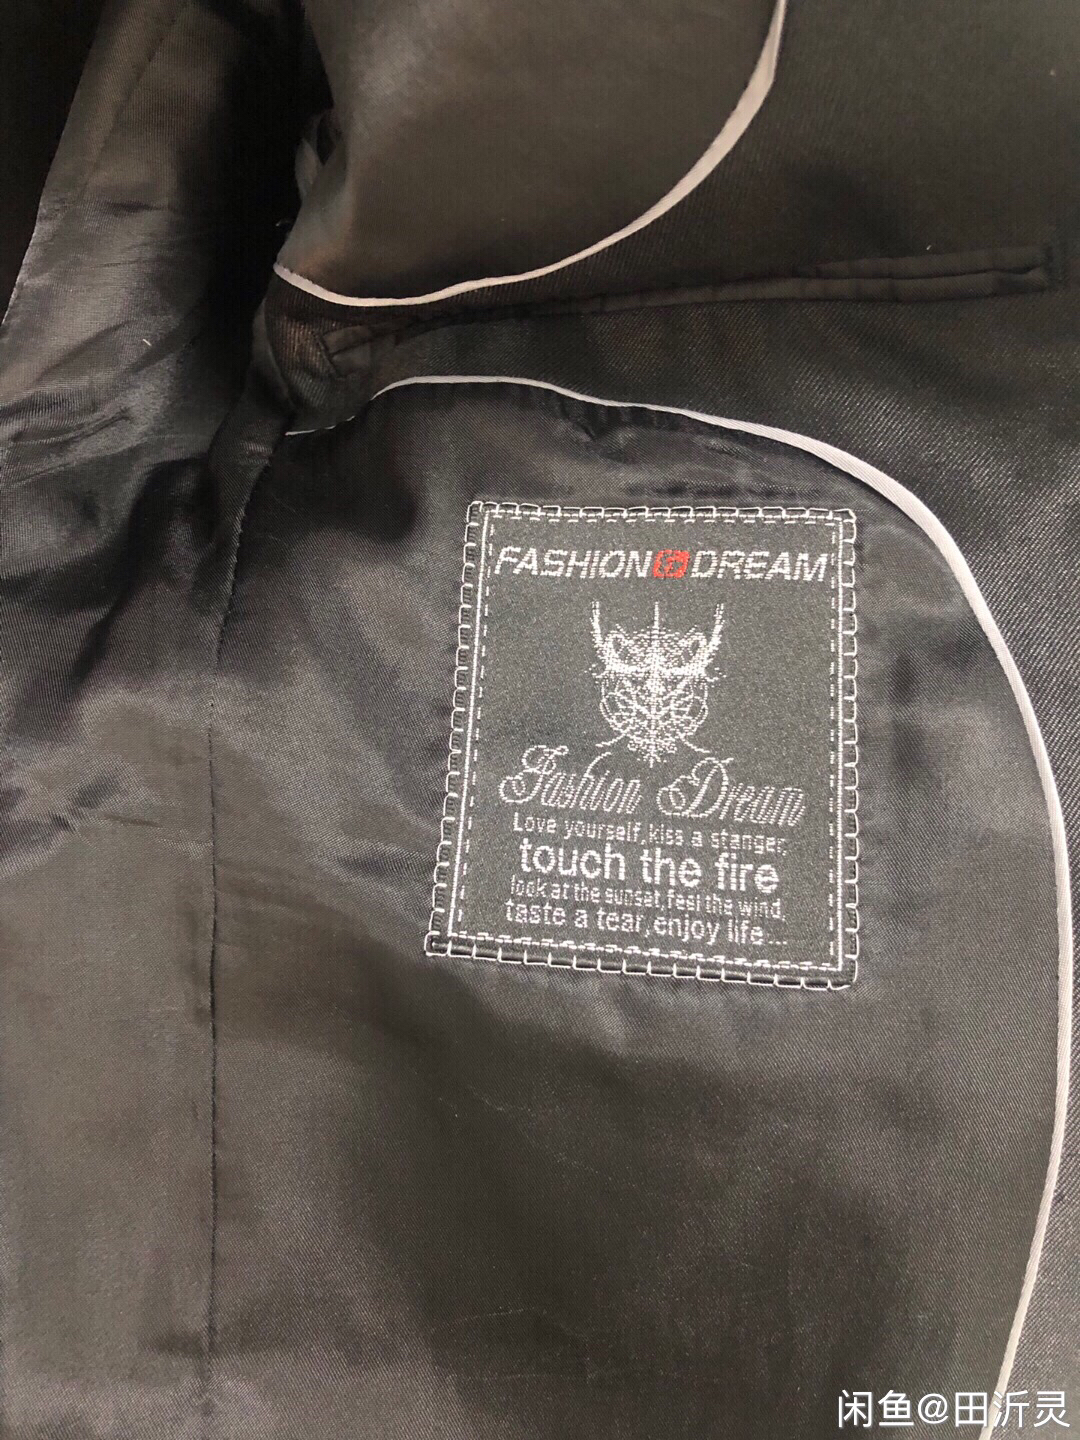 FASHION DREAM
Fashion Dream
Love yourself,kiss a stanger,
touch the fire
look at the sunset,feel the wind,
taste a tear,enjoy life...
闲鱼@田沂灵